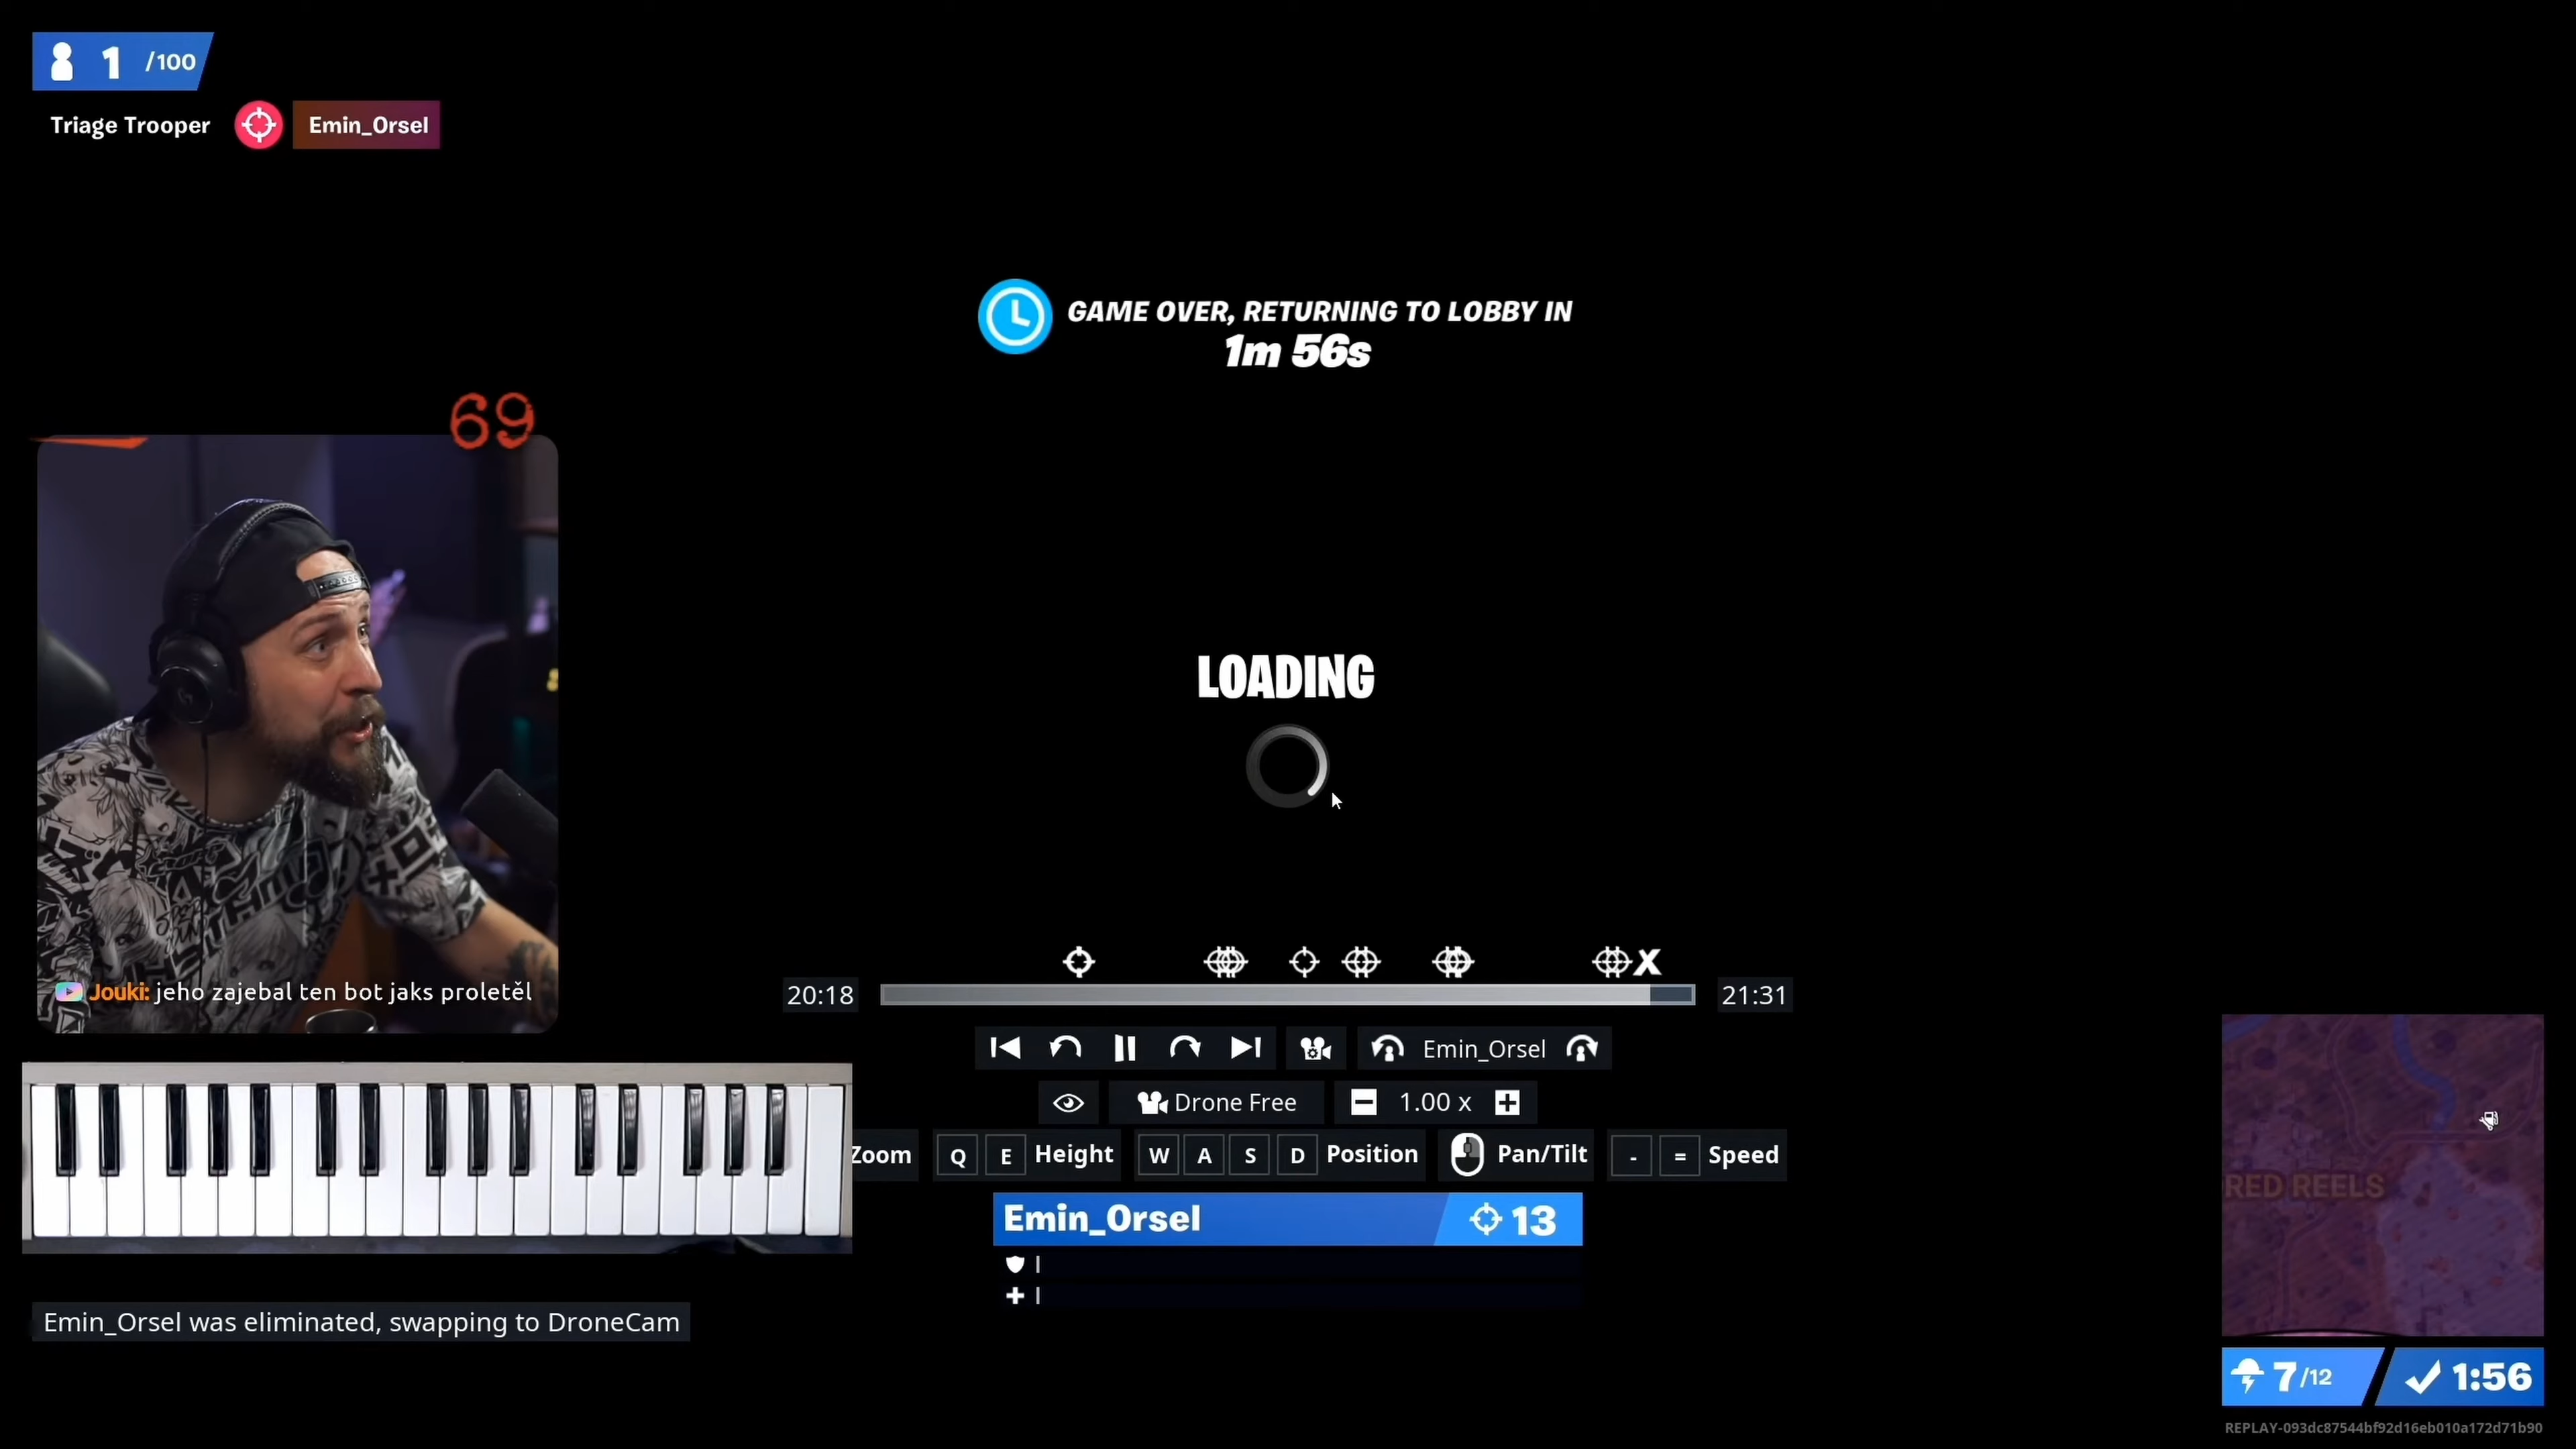 1 /100
Triage Trooper Emin_Orsel
GAME OVER, RETURNING TO LOBBY IN
1m 56s
69
LOADING
Jouki: jeho zajebal ten bot jaks proletěl
20:18 21:31
Emin_Orsel
Drone Free 1.00 x
Zoom Q E Height W A S D Position Pan/Tilt - = Speed
Emin_Orsel 13
Emin_Orsel was eliminated, swapping to DroneCam
RED REELS
7/12 1:56
REPLAY-093dc87544bf92d16eb010a172d71b90